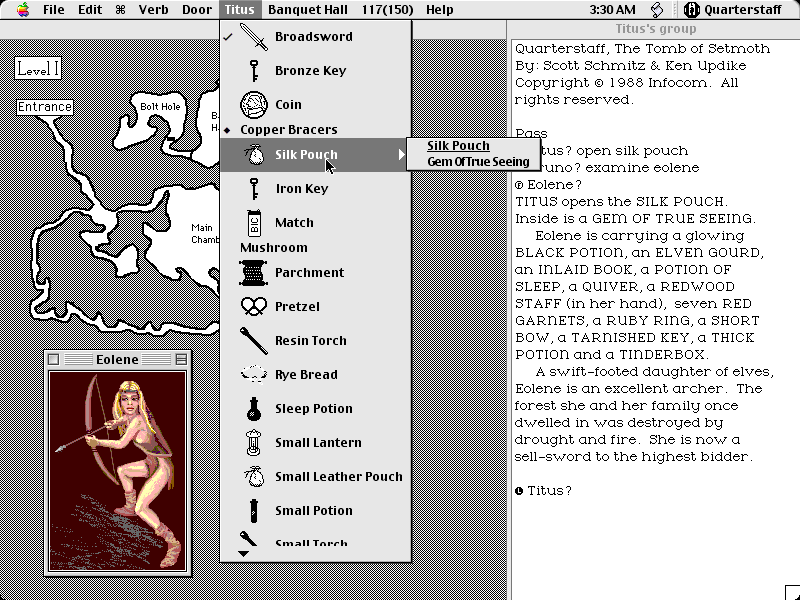 File Edit ⌘ Verb Door Titus Banquet Hall 117(150) Help 3:30 AM Quarterstaff
Level 1
Entrance
Bolt Hole
Ba
Ha
Main
Chamb
Eolene
✓ Broadsword
Bronze Key
Coin
◆ Copper Bracers
Silk Pouch
Iron Key
BIC
Match
Mushroom
Parchment
Pretzel
Resin Torch
Rye Bread
Sleep Potion
Small Lantern
Small Leather Pouch
Small Potion
Small Torch
Silk Pouch
Gem Of True Seeing
Titus's group
Quarterstaff, The Tomb of Setmoth
By: Scott Schmitz & Ken Updike
Copyright © 1988 Infocom. All
rights reserved.
Pass
tus? open silk pouch
runo? examine eolene
Eolene?
TITUS opens the SILK POUCH.
Inside is a GEM OF TRUE SEEING.
Eolene is carrying a glowing
BLACK POTION, an ELVEN GOURD,
an INLAID BOOK, a POTION OF
SLEEP, a QUIVER, a REDWOOD
STAFF (in her hand), seven RED
GARNETS, a RUBY RING, a SHORT
BOW, a TARNISHED KEY, a THICK
POTION and a TINDERBOX.
A swift-footed daughter of elves,
Eolene is an excellent archer. The
forest she and her family once
dwelled in was destroyed by
drought and fire. She is now a
sell-sword to the highest bidder.
Titus?